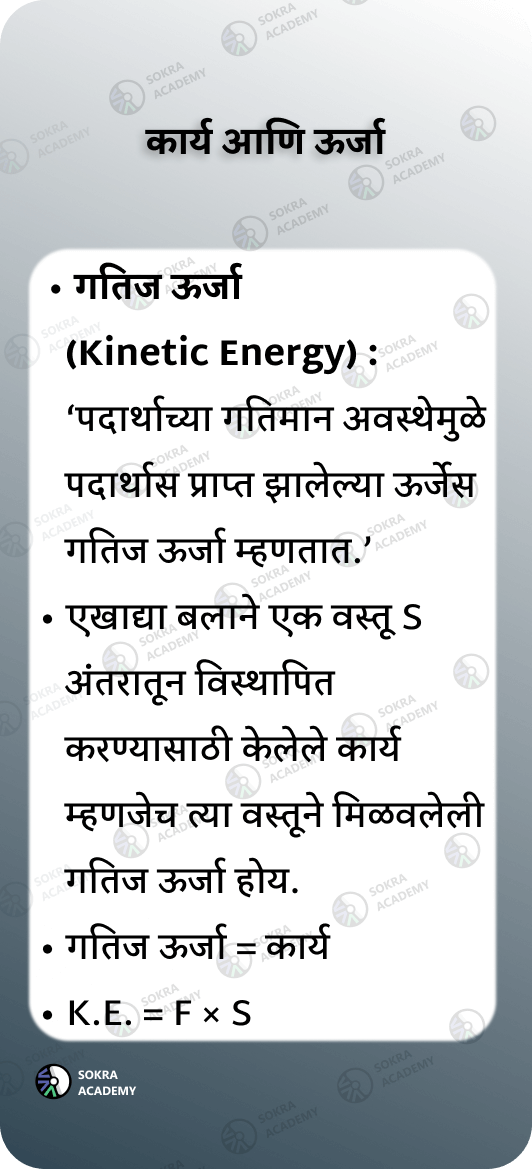 कार्य आणि ऊर्जा
• गतिज ऊर्जा
(Kinetic Energy) :
‘पदार्थाच्या गतिमान अवस्थेमुळे
पदार्थास प्राप्त झालेल्या ऊर्जेस
गतिज ऊर्जा म्हणतात.’
• एखाद्या बलाने एक वस्तू S
अंतरातून विस्थापित
करण्यासाठी केलेले कार्य
म्हणजेच त्या वस्तूने मिळवलेली
गतिज ऊर्जा होय.
• गतिज ऊर्जा = कार्य
• K.E. = F × S
SOKRA
ACADEMY